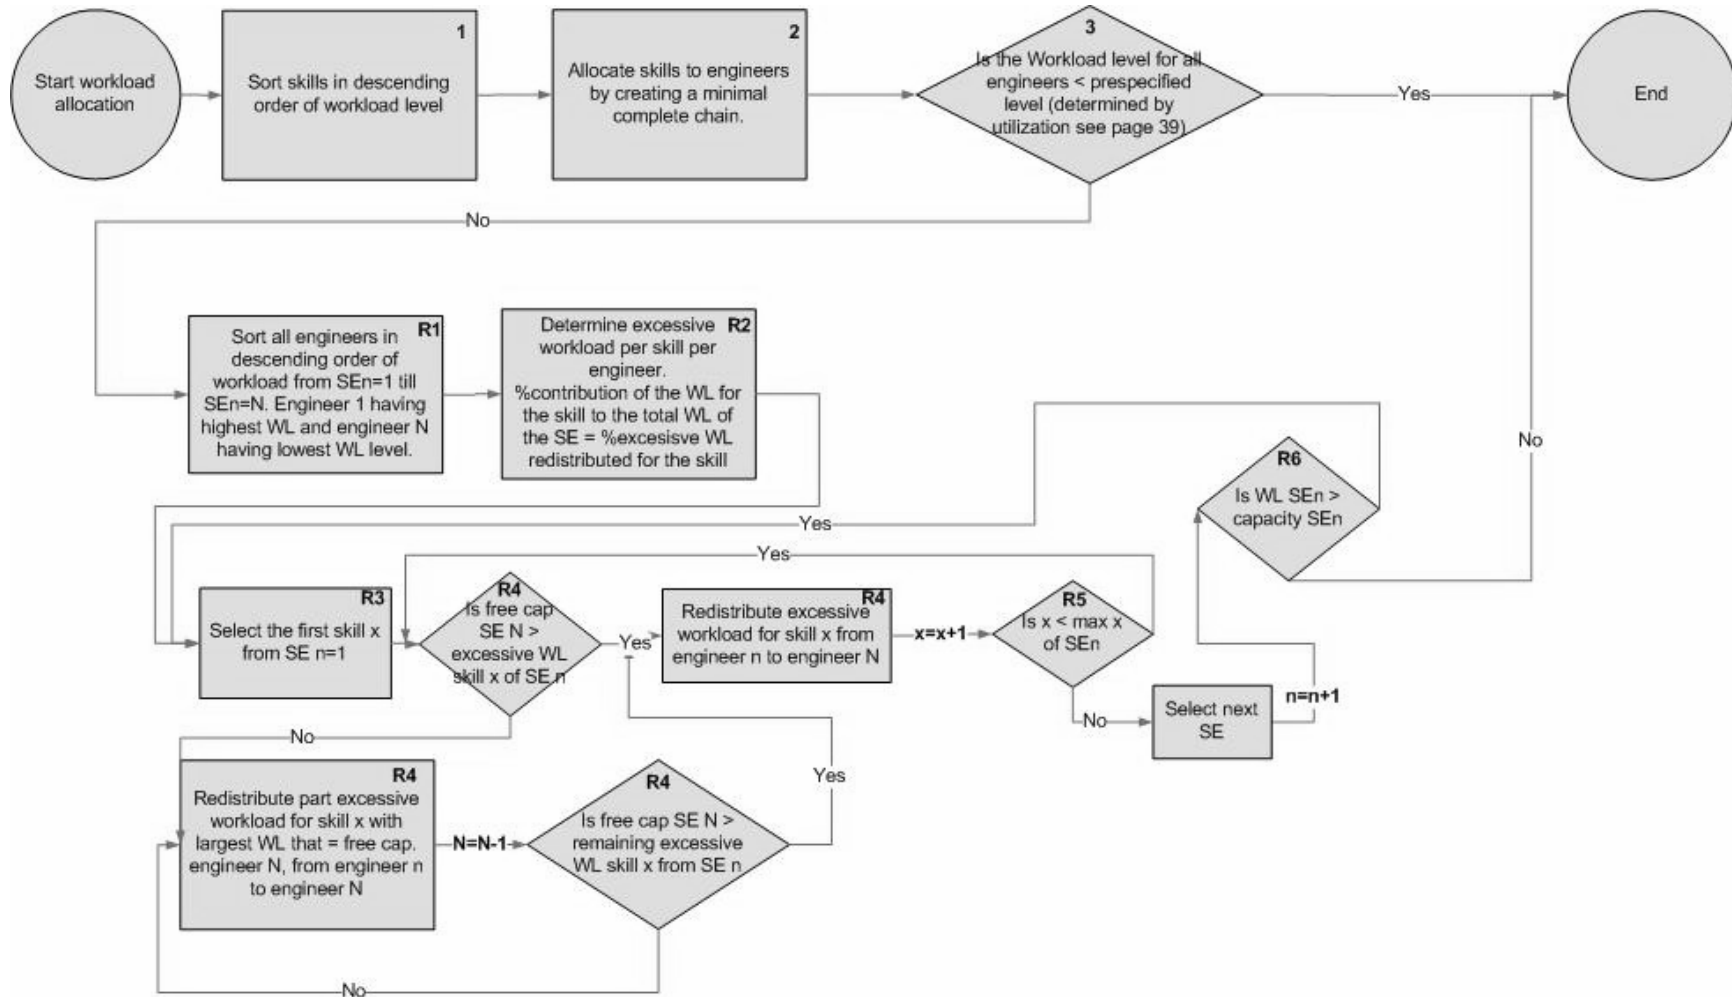 Start workload
allocation
1
Sort skills in descending
order of workload level
2
Allocate skills to engineers
by creating a minimal
complete chain.
3
Is the Workload level for all
engineers < prespecified
level (determined by
utilization see page 39)
Yes
End
No
R1
Sort all engineers in
descending order of
workload from SEn=1 till
SEn=N. Engineer 1 having
highest WL and engineer N
having lowest WL level.
R2
Determine excessive
workload per skill per
engineer.
%contribution of the WL for
the skill to the total WL of
the SE = %excesisve WL
redistributed for the skill
No
R6
Is WL SEn >
capacity SEn
Yes
Yes
R3
Select the first skill x
from SE n=1
R4
Is free cap
SE N >
excessive WL
skill x of SE n
Yes
R4
Redistribute excessive
workload for skill x from
engineer n to engineer N
x=x+1
R5
Is x < max x
of SEn
No
Select next
SE
n=n+1
No
R4
Redistribute part excessive
workload for skill x with
largest WL that = free cap.
engineer N, from engineer n
to engineer N
N=N-1
R4
Is free cap SE N >
remaining excessive
WL skill x from SE n
Yes
No